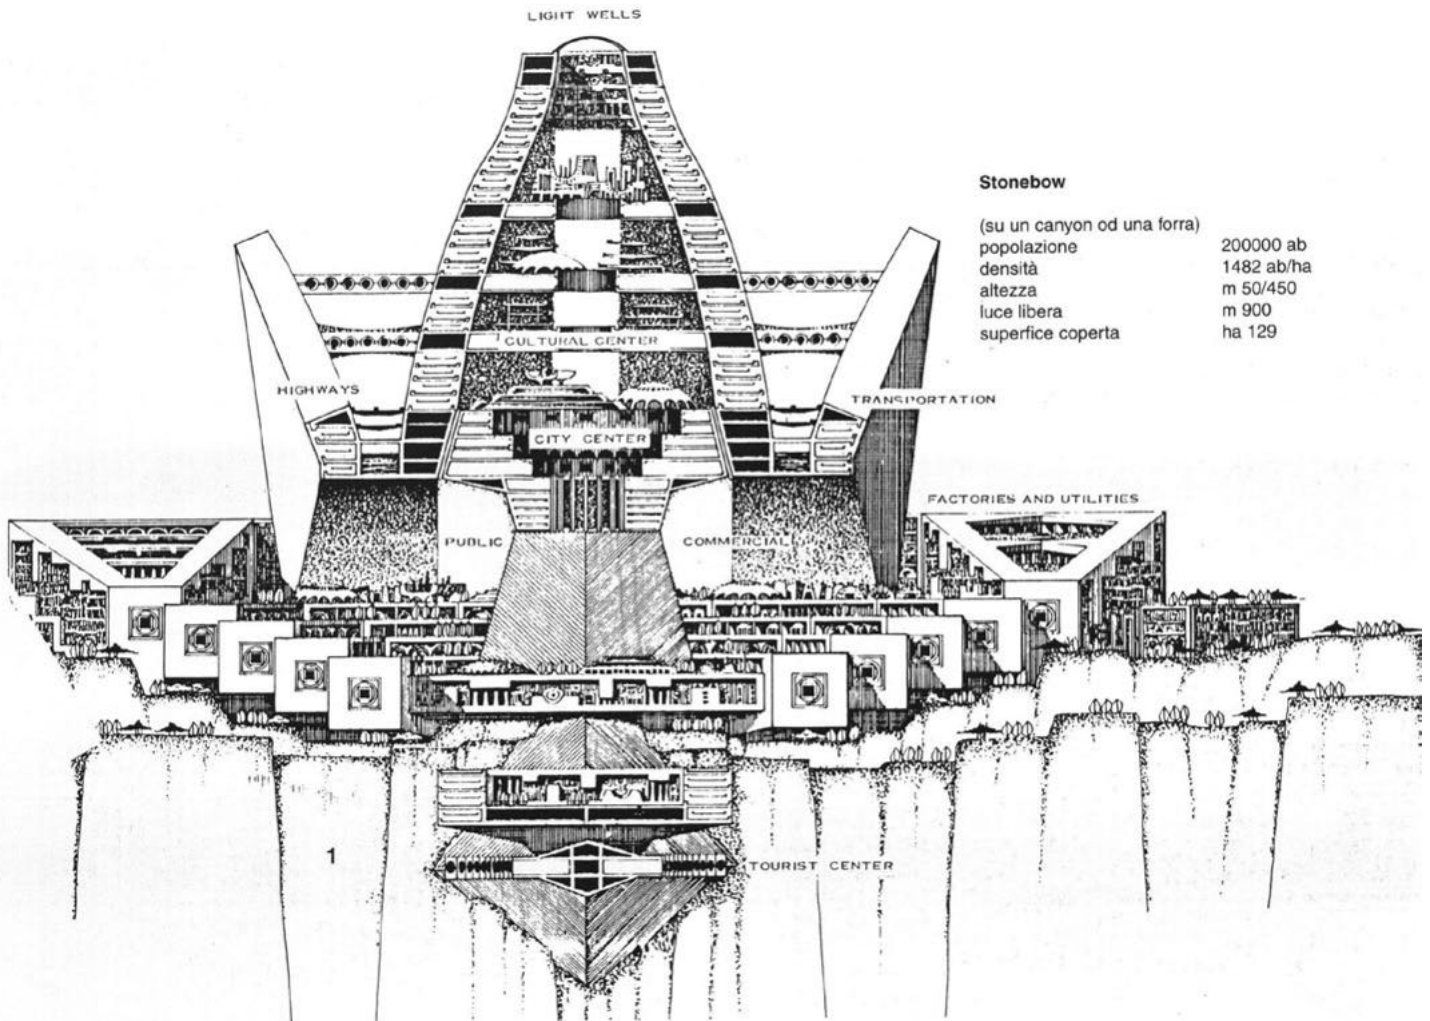 LIGHT WELLS
Stonebow
(su un canyon od una forra)
popolazione 200000 ab
densità 1482 ab/ha
altezza m 50/450
luce libera m 900
superfice coperta ha 129
CULTURAL CENTER
HIGHWAYS
TRANSPORTATION
CITY CENTER
FACTORIES AND UTILITIES
PUBLIC
COMMERCIAL
1
TOURIST CENTER